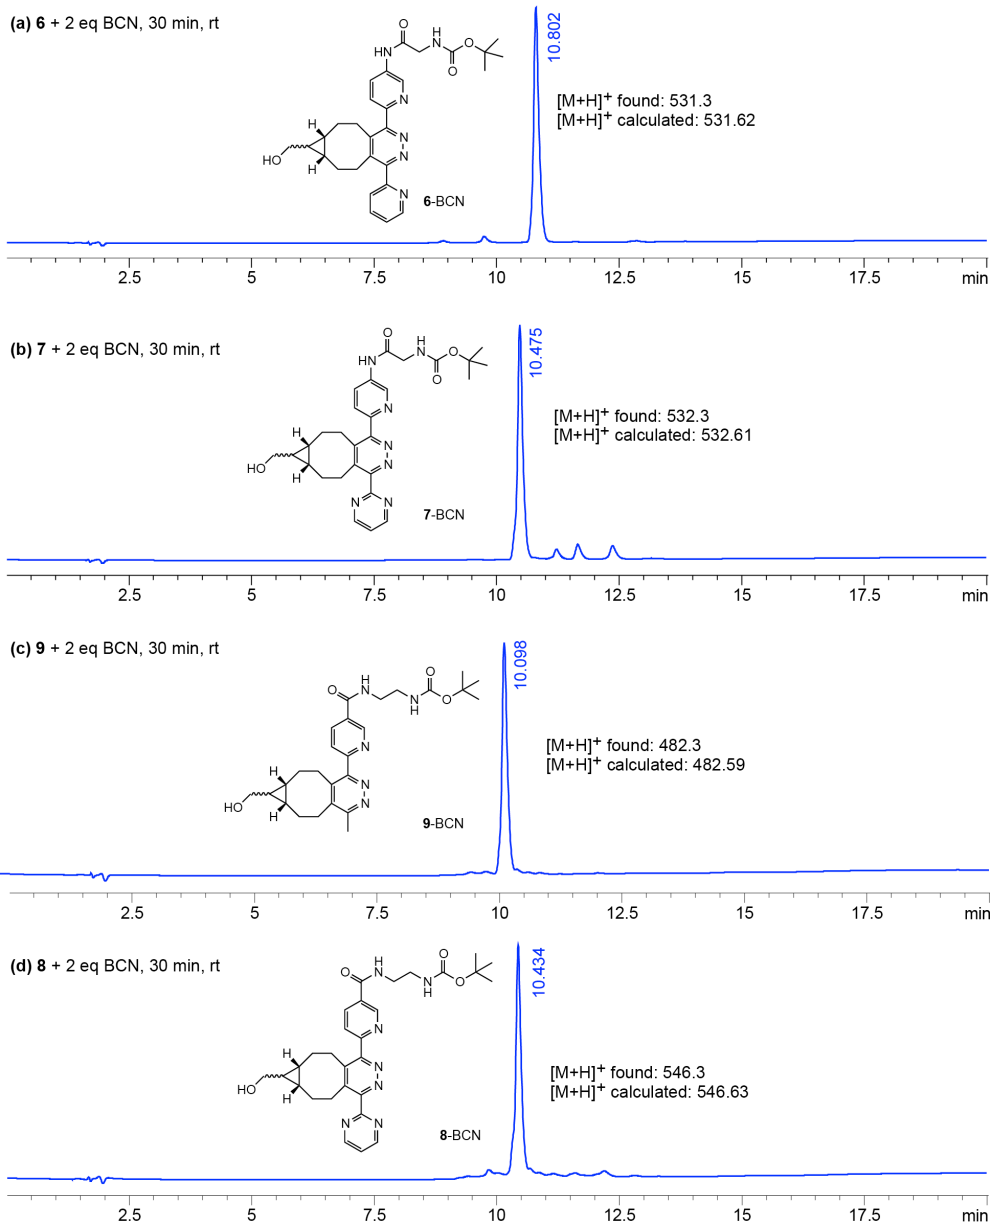 (a) 6 + 2 eq BCN, 30 min, rt
10.802
O
H
N
O
HN
O
N
[M+H]+ found: 531.3
[M+H]+ calculated: 531.62
H
N
N
HO
H
N
6-BCN
2.5 5 7.5 10 12.5 15 17.5 min
(b) 7 + 2 eq BCN, 30 min, rt
10.475
O
H
N
O
HN
O
N
[M+H]+ found: 532.3
[M+H]+ calculated: 532.61
H
N
N
HO
H
N N
7-BCN
2.5 5 7.5 10 12.5 15 17.5 min
(c) 9 + 2 eq BCN, 30 min, rt
10.098
O
H
N
O
N
H
O
N
[M+H]+ found: 482.3
[M+H]+ calculated: 482.59
H
N
N
HO
H
9-BCN
2.5 5 7.5 10 12.5 15 17.5 min
(d) 8 + 2 eq BCN, 30 min, rt
10.434
O
H
N
O
N
H
O
N
[M+H]+ found: 546.3
[M+H]+ calculated: 546.63
H
N
N
HO
H
N N
8-BCN
2.5 5 7.5 10 12.5 15 17.5 min